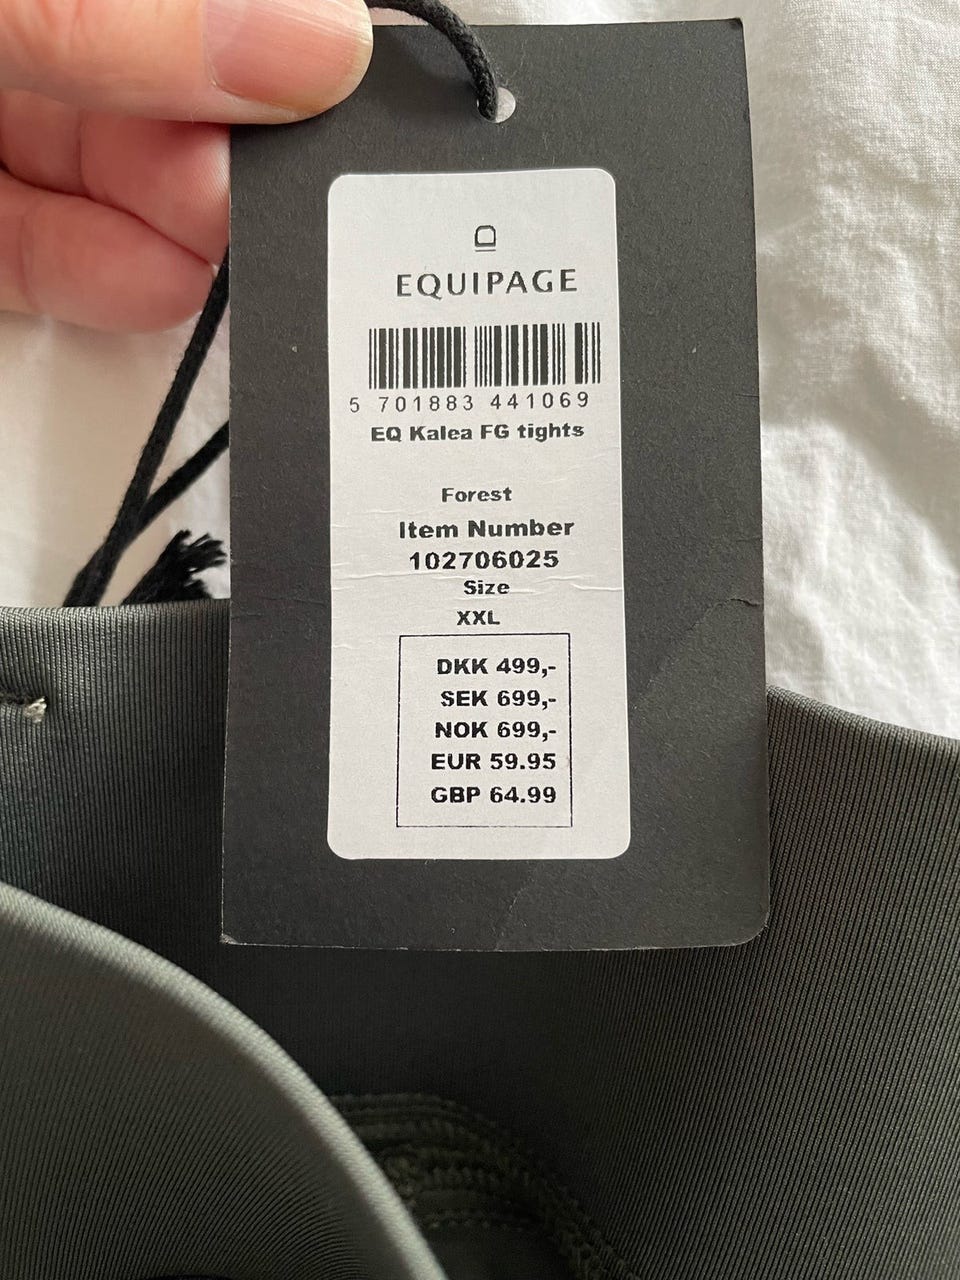 EQUIPAGE
5 701883 441069
EQ Kalea FG tights
Forest
Item Number
102706025
Size
XXL
DKK 499,-
SEK 699,-
NOK 699,-
EUR 59.95
GBP 64.99